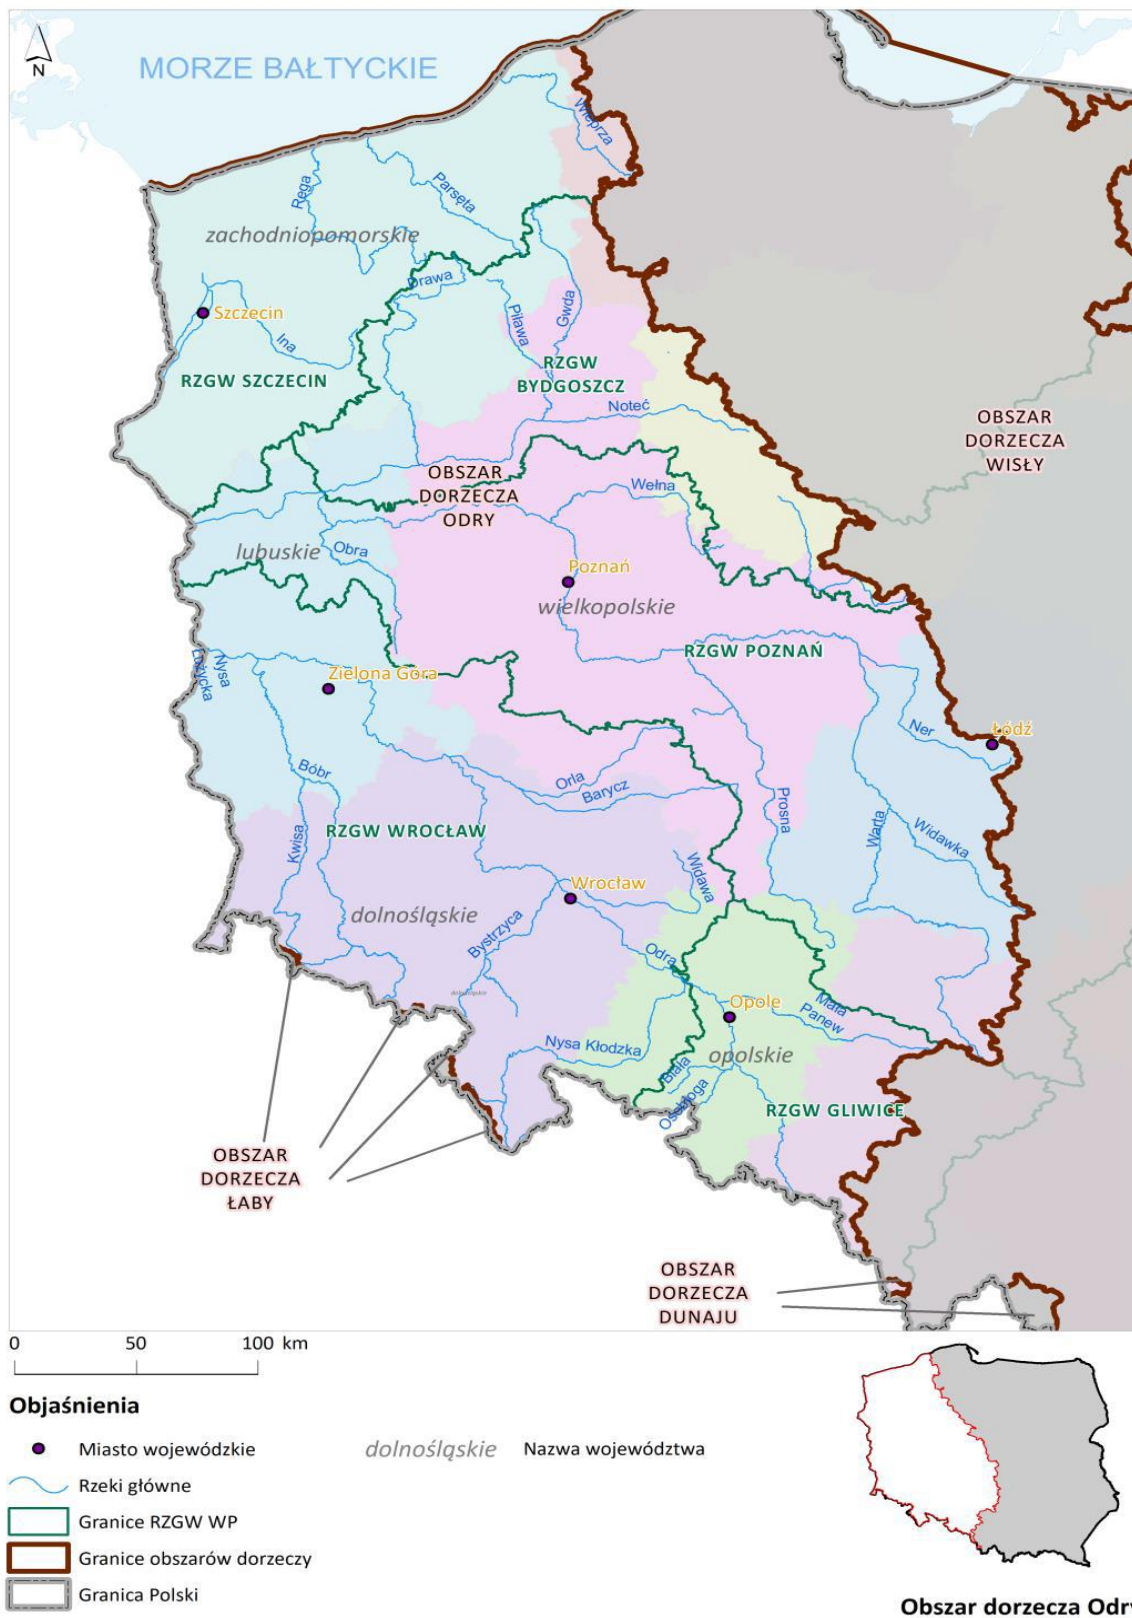 N
MORZE BAŁTYCKIE
Wieprza
Rega
Parsęta
zachodniopomorskie
Drawa
Szczecin
Ina
Piława
Gwda
RZGW SZCZECIN
RZGW
BYDGOSZCZ
Noteć
OBSZAR
DORZECZA
WISŁY
OBSZAR
DORZECZA
ODRY
Wełna
lubuskie
Obra
Poznań
wielkopolskie
RZGW POZNAŃ
Nysa
Łużycka
Zielona Góra
Ner
Łódź
Bóbr
Orla
Barycz
Prosna
Warta
Widawka
RZGW WROCŁAW
Kwisa
Widawa
Wrocław
dolnośląskie
Bystrzyca
Odra
dolnośląskie
Opole
Mała
Panew
Nysa Kłodzka
opolskie
Biała
Osobłoga
RZGW GLIWICE
OBSZAR
DORZECZA
ŁABY
OBSZAR
DORZECZA
DUNAJU
0 50 100 km
Objaśnienia
Miasto wojewódzkie
dolnośląskie Nazwa województwa
Rzeki główne
Granice RZGW WP
Granice obszarów dorzeczy
Granica Polski
Obszar dorzecza Odry